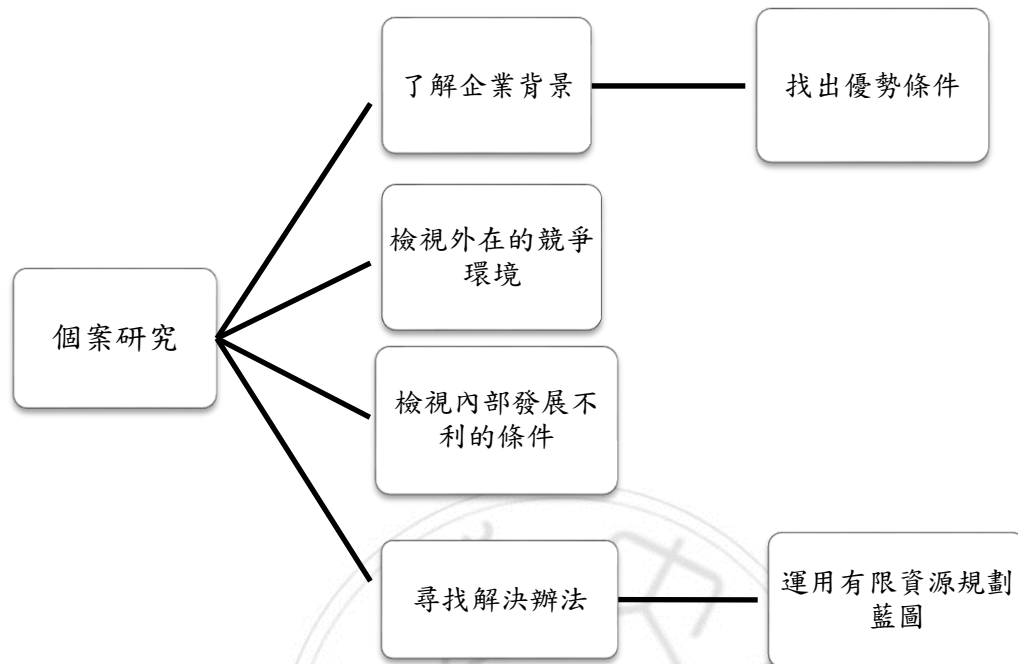 了解企業背景
找出優勢條件
檢視外在的競爭
環境
個案研究
檢視內部發展不
利的條件
尋找解決辦法
運用有限資源規劃
藍圖